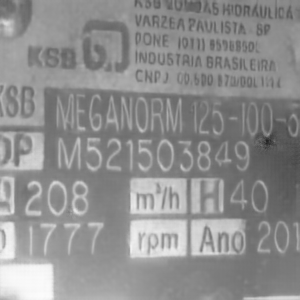 KSB BOMBAS HIDRÁULICA
VARZEA PAULISTA - SP
INDUSTRIA BRASILEIRA
KSB
KSB MEGANORM 125-100-
OP M521503849
208 m³/h H 40
1777 rpm Ano 201